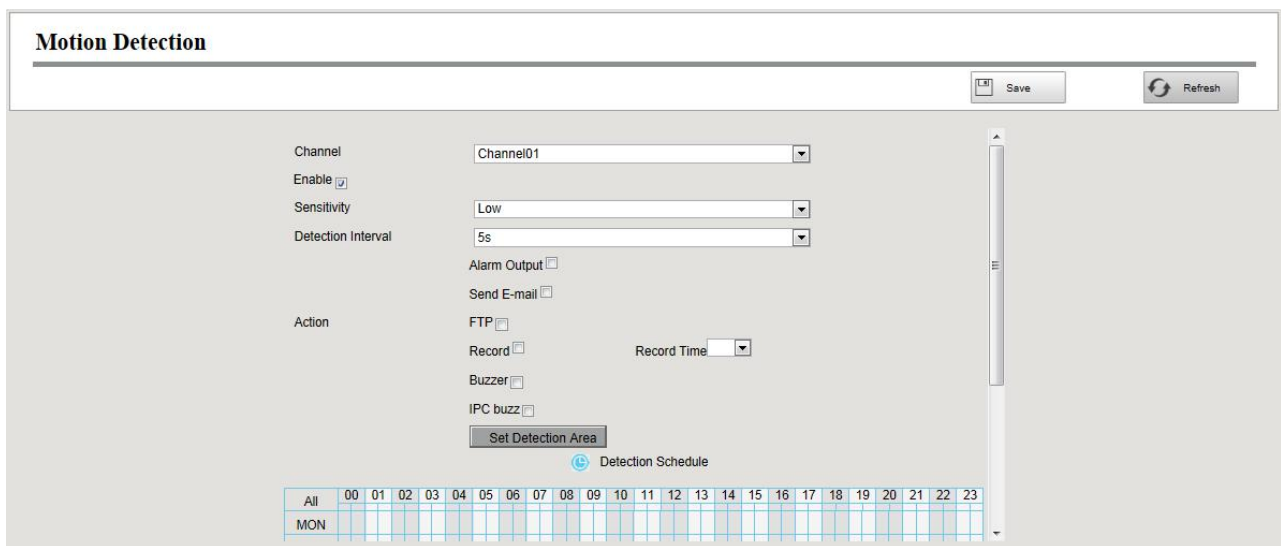 Motion Detection
Save
Refresh
Channel Channel01
Enable
Sensitivity Low
Detection Interval 5s
Alarm Output
Send E-mail
Action FTP
Record Record Time
Buzzer
IPC buzz
Set Detection Area
Detection Schedule
All 00 01 02 03 04 05 06 07 08 09 10 11 12 13 14 15 16 17 18 19 20 21 22 23
MON